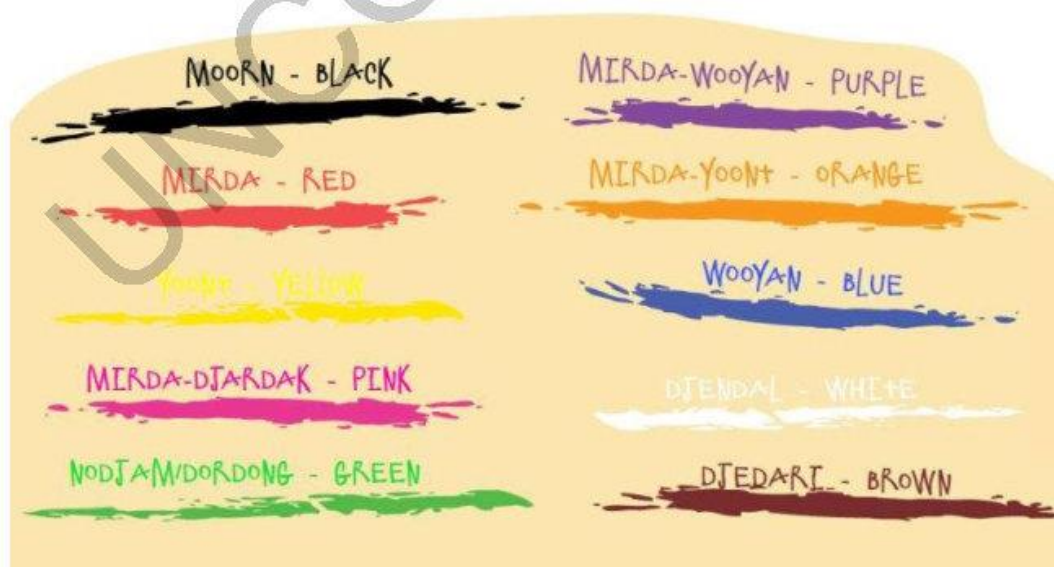 MOORN - BLACK
MIRDA - RED
YOONT - YELLOW
MIRDA-DJARDAK - PINK
NODJAM/DORDONG - GREEN
MIRDA-WOOYAN - PURPLE
MIRDA-YOONT - ORANGE
WOOYAN - BLUE
DJENDAL - WHITE
DJEDARI - BROWN